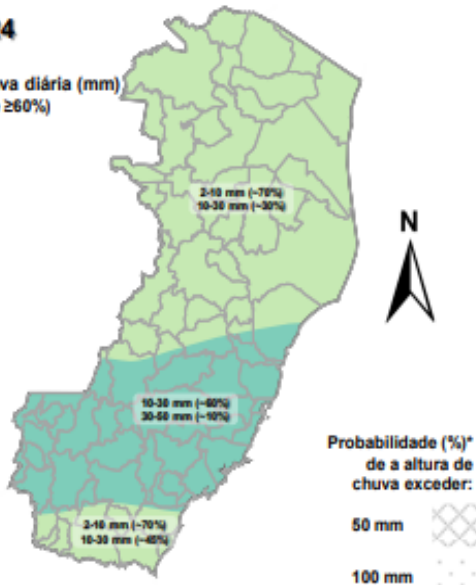 4
va diária (mm)
≥60%)
2-10 mm (~70%)
10-30 mm (~30%)
N
10-30 mm (~60%)
30-50 mm (~10%)
Probabilidade (%)*
de a altura de
chuva exceder:
50 mm
2-10 mm (~70%)
10-30 mm (~45%)
100 mm